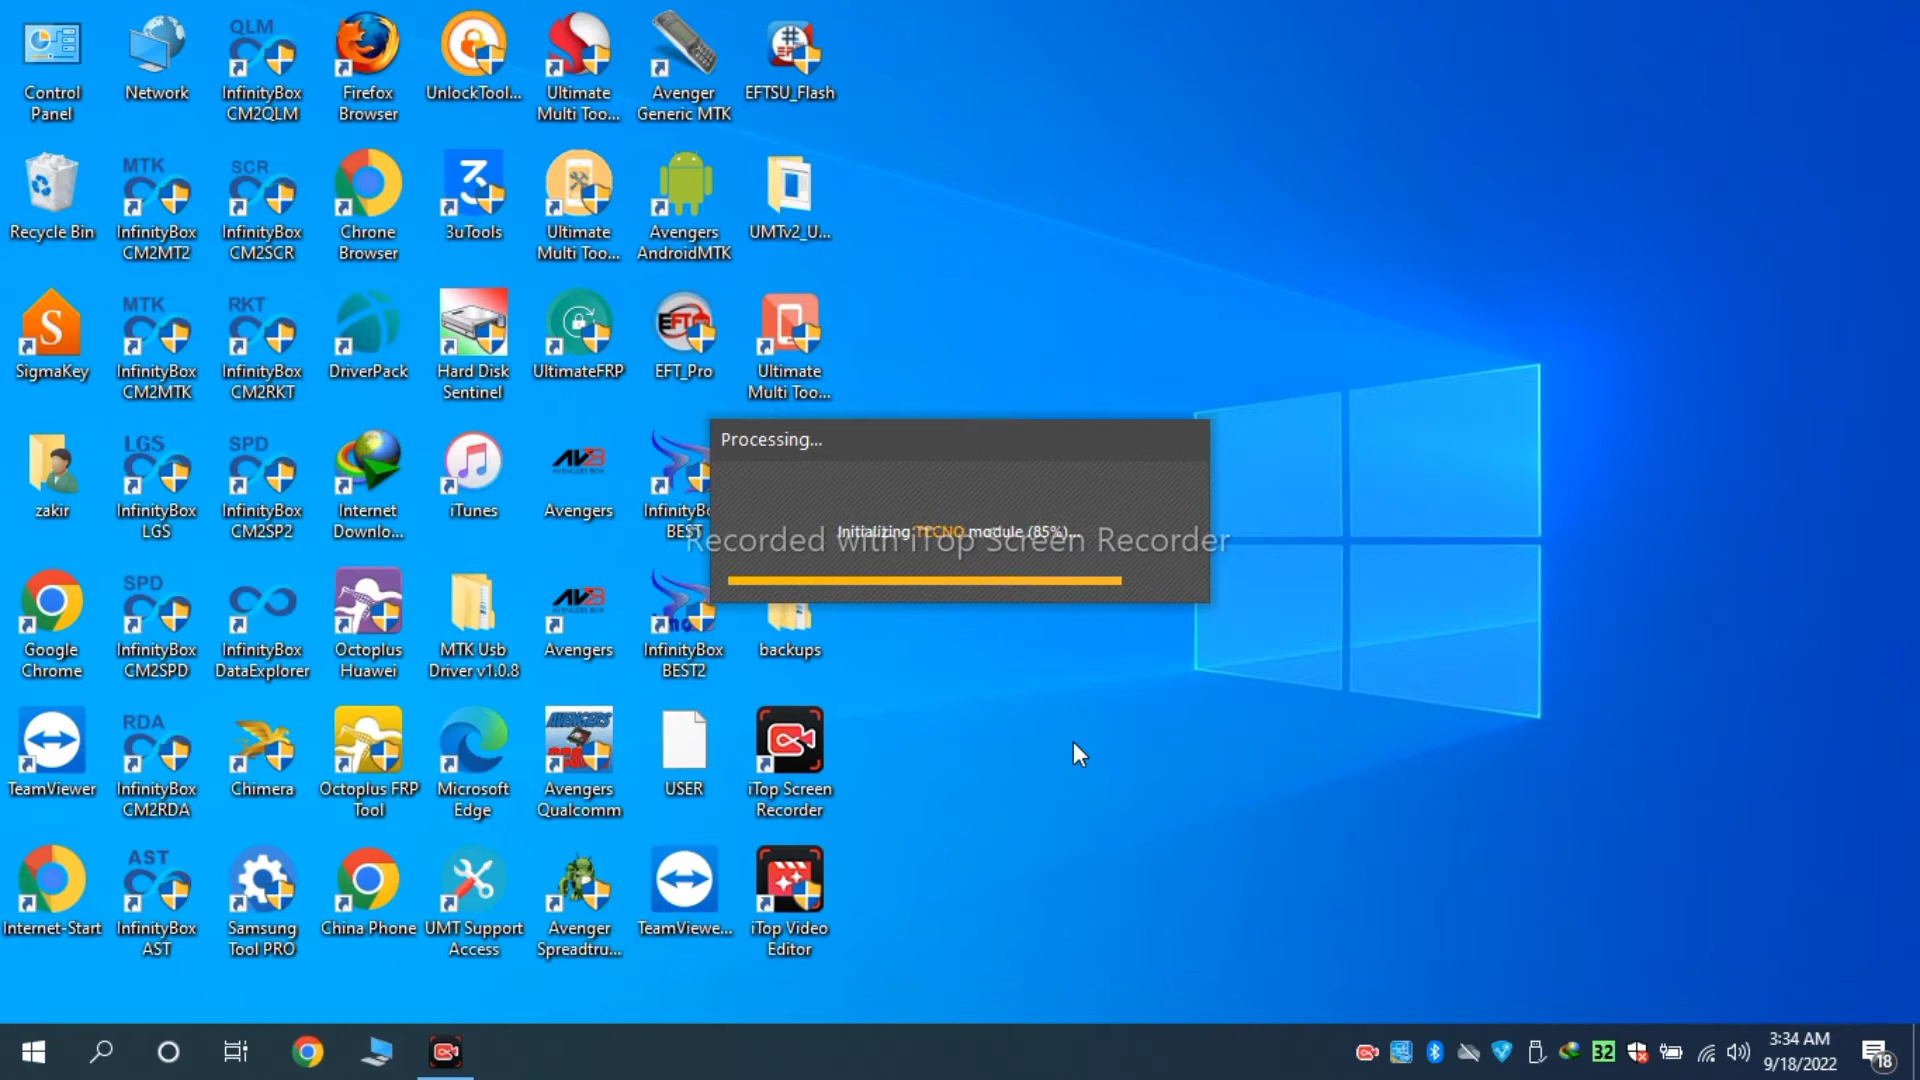 Control
Panel
Network
QLM
InfinityBox
CM2QLM
Firefox
Browser
UnlockTool...
Ultimate
Multi Too...
Avenger
Generic MTK
EFTSU_Flash
Recycle Bin
MTK
InfinityBox
CM2MT2
SCR
InfinityBox
CM2SCR
Chrome
Browser
3uTools
Ultimate
Multi Too...
Avengers
AndroidMTK
UMTv2_U...
SigmaKey
MTK
InfinityBox
CM2MTK
RKT
InfinityBox
CM2RKT
DriverPack
Hard Disk
Sentinel
UltimateFRP
EFT_Pro
Ultimate
Multi Too...
zakir
LGS
InfinityBox
LGS
SPD
InfinityBox
CM2SP2
Internet
Downlo...
iTunes
Avengers
BEST
Processing...
Initializing TECNO module (85%)...
Recorded with iTop Screen Recorder
Google
Chrome
SPD
InfinityBox
CM2SPD
InfinityBox
DataExplorer
Octoplus
Huawei
MTK Usb
Driver v1.0.8
Avengers
InfinityBox
BEST2
backups
TeamViewer
RDA
InfinityBox
CM2RDA
Chimera
Octoplus FRP
Tool
Microsoft
Edge
AVENGERS
Avengers
Qualcomm
USER
iTop Screen
Recorder
Internet-Start
AST
InfinityBox
AST
Samsung
Tool PRO
China Phone
UMT Support
Access
Avenger
Spreadtru...
TeamViewe...
iTop Video
Editor
32
3:34 AM
9/18/2022
18